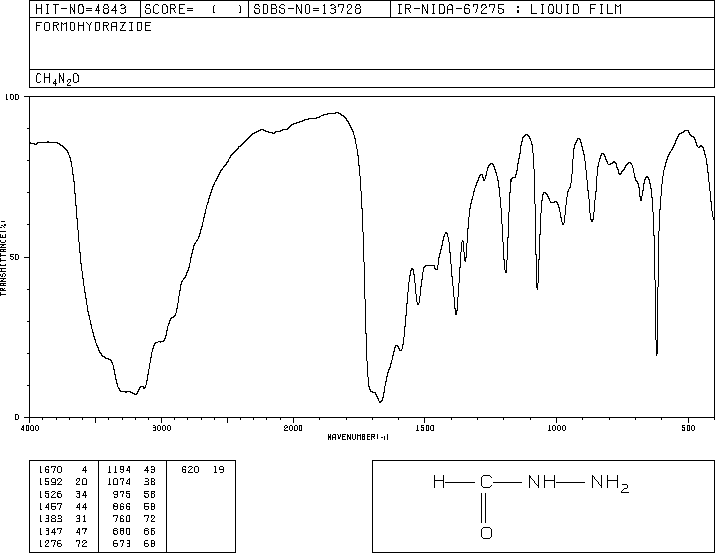 HIT-NO=4843 SCORE= ( ) SDBS-NO=13728 IR-NIDA-67275 : LIQUID FILM
FORMOHYDRAZIDE
CH4N2O
100
50
0
TRANSMITTANCE(%)
4000 3000 2000 1500 1000 500
WAVENUMBER(-1)
1670 4 1194 43 620 19
1592 20 1074 38
1526 34 975 58
1457 44 866 58
1383 31 760 72
1347 47 680 66
1276 72 673 68
H C NH NH2
O